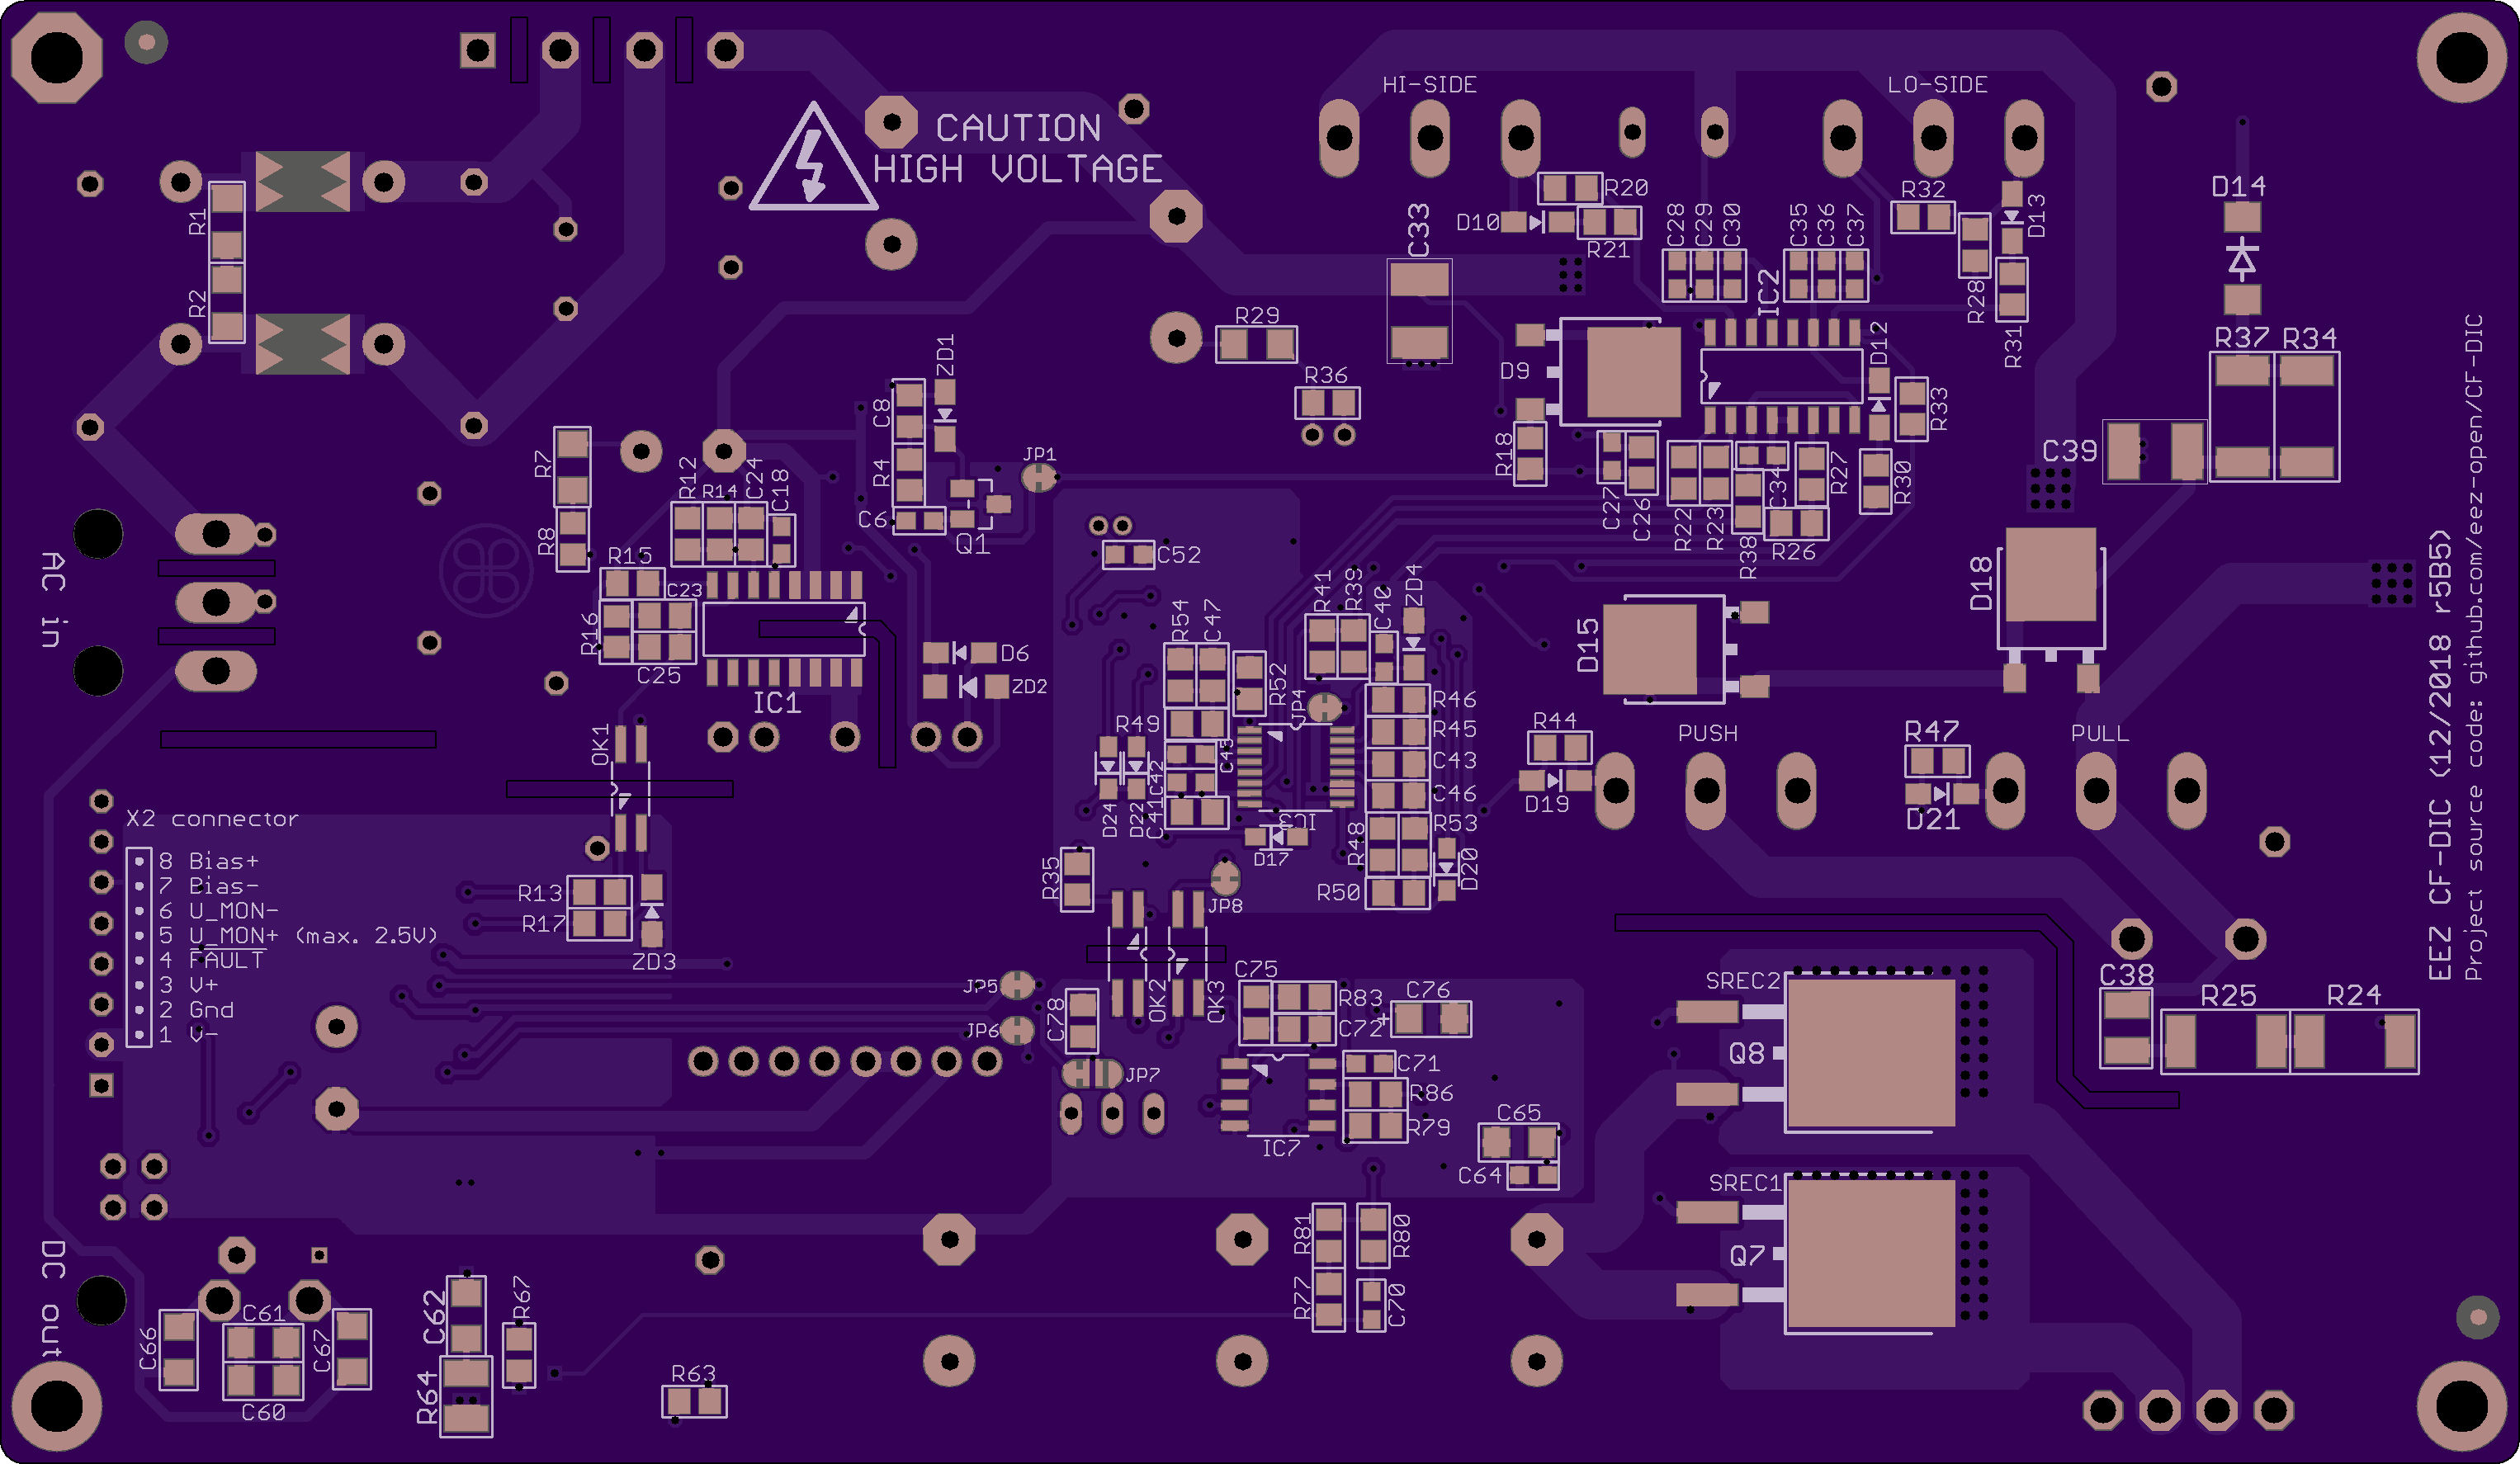 HI-SIDE
LO-SIDE
CAUTION
HIGH VOLTAGE
R1
R2
R20
D10
R21
C33
C28
C29
C30
C35
C36
C37
IC2
R32
D13
R28
R31
D14
R37
R34
R29
R36
D9
D12
R33
R18
C27
C26
R22
R23
R38
C34
R26
R27
R30
C39
ZD1
C8
R4
C6
Q1
JP1
R7
R8
R12
R14
C24
C18
R15
C23
R16
C25
IC1
D6
ZD2
C52
R54
C47
R52
R41
R39
C40
ZD4
JP4
R46
R45
C43
C46
R53
R48
R50
D20
R49
C45
C42
C41
D24
D22
IC3
D17
D15
D18
PUSH
PULL
R44
D19
R47
D21
AC in
OK1
X2 connector
8 Bias+
7 Bias-
6 U_MON-
5 U_MON+ (max. 2.5V)
4 FAULT
3 V+
2 Gnd
1 V-
R13
R17
ZD3
R35
JP8
JP5
JP6
C78
OK2
OK3
JP7
C75
R83
C72
C76
+
C71
R86
R79
IC7
C65
C64
SREC2
Q8
SREC1
Q7
C38
R25
R24
R81
R80
R77
C70
DC out
C66
C61
C60
C67
C62
R64
R67
R63
EEZ CF-DIC (12/2018 r5B5)
Project source code: github.com/eez-open/CF-DIC